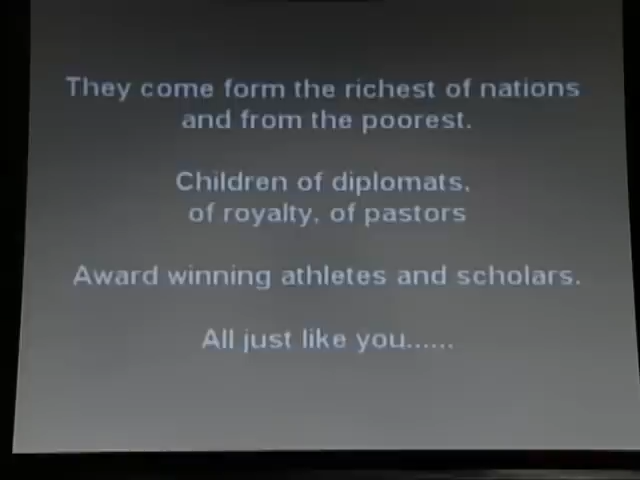 They come form the richest of nations
and from the poorest.
Children of diplomats,
of royalty, of pastors
Award winning athletes and scholars.
All just like you......